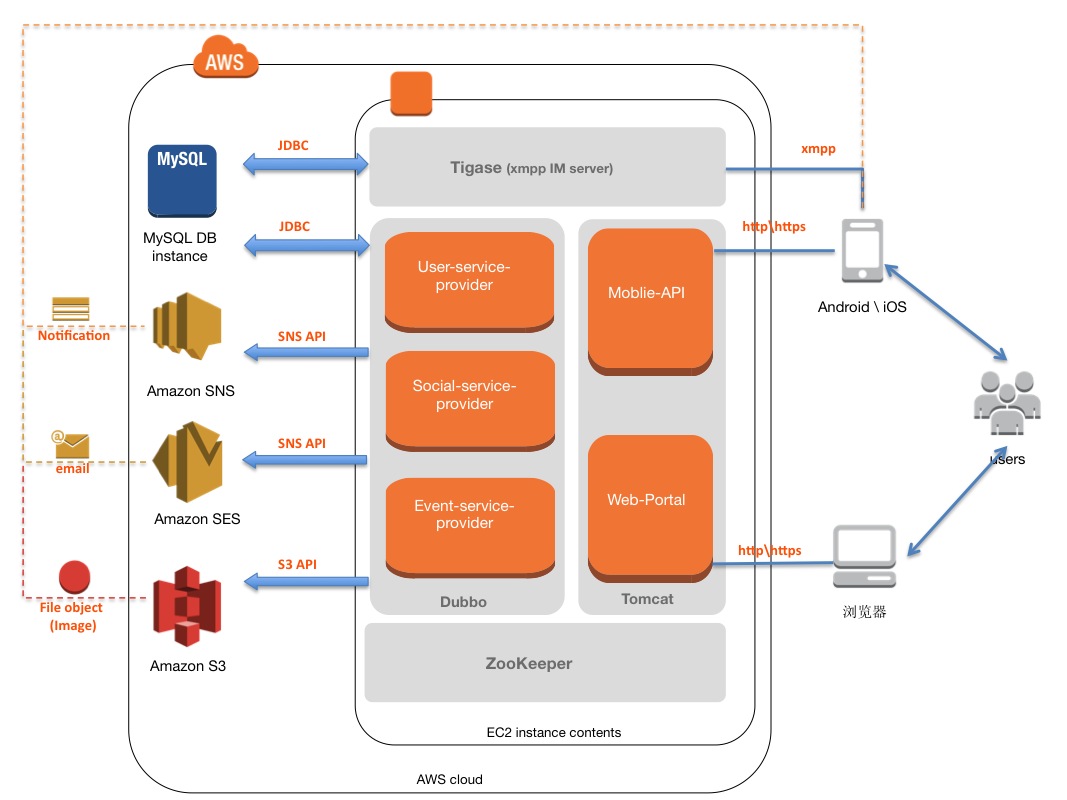 AWS
MySQL
MySQL DB
instance
JDBC
Tigase (xmpp IM server)
xmpp
JDBC
User-service-
provider
Moblie-API
http\https
Android \ iOS
Notification
Amazon SNS
SNS API
Social-service-
provider
users
@
email
Amazon SES
SNS API
Event-service-
provider
Web-Portal
http\https
浏览器
File object
(Image)
Amazon S3
S3 API
Dubbo
Tomcat
ZooKeeper
EC2 instance contents
AWS cloud